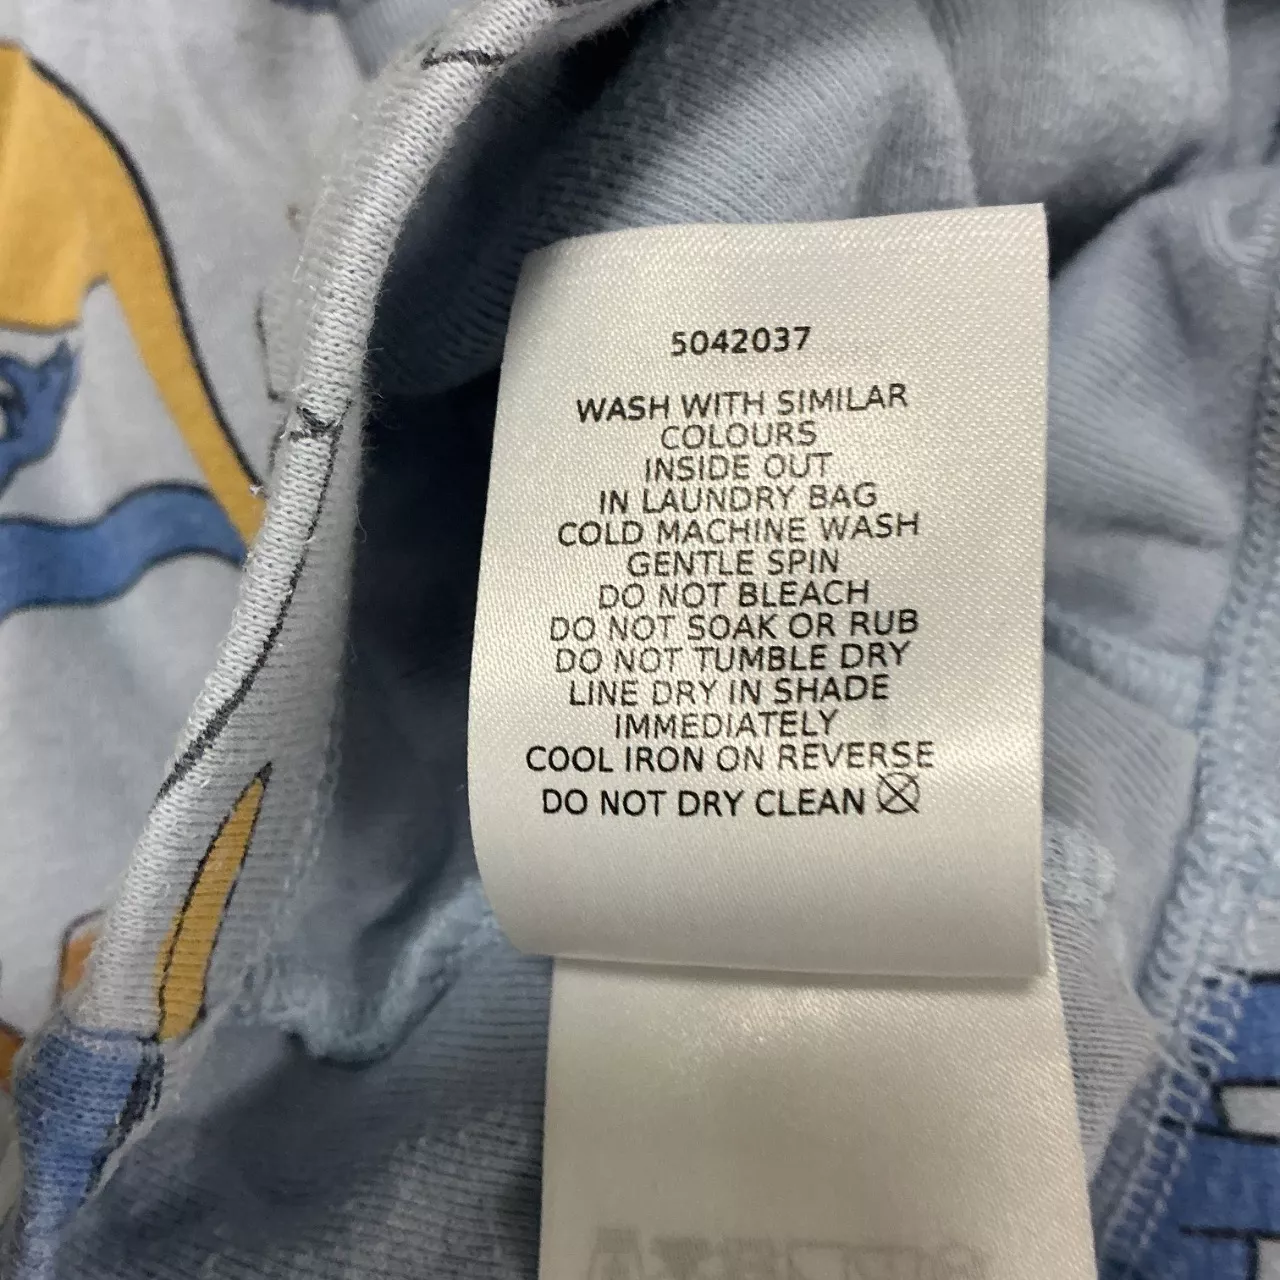 5042037
WASH WITH SIMILAR
COLOURS
INSIDE OUT
IN LAUNDRY BAG
COLD MACHINE WASH
GENTLE SPIN
DO NOT BLEACH
DO NOT SOAK OR RUB
DO NOT TUMBLE DRY
LINE DRY IN SHADE
IMMEDIATELY
COOL IRON ON REVERSE
DO NOT DRY CLEAN